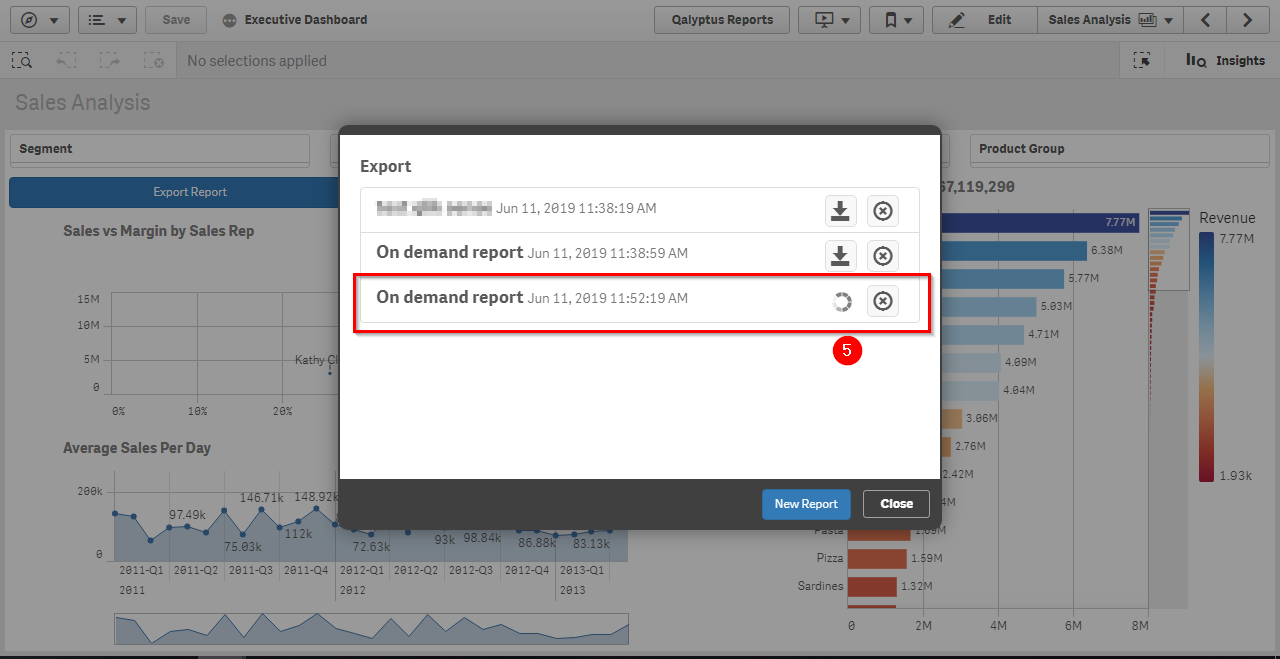 Save
Executive Dashboard
Qalyptus Reports
Edit
Sales Analysis
No selections applied
Insights
Sales Analysis
Segment
Product Group
Export Report
67,119,290
Sales vs Margin by Sales Rep
15M
10M
5M
0
Kathy Cl
0%
10%
20%
Average Sales Per Day
200k
0
97.49k
75.03k
146.71k
112k
148.92k
72.63k
93k
98.84k
86.88k
83.13k
2011-Q1
2011-Q2
2011-Q3
2011-Q4
2012-Q1
2012-Q2
2012-Q3
2012-Q4
2013-Q1
2011
2012
2013
Export
Jun 11, 2019 11:38:19 AM
On demand report Jun 11, 2019 11:38:59 AM
On demand report Jun 11, 2019 11:52:19 AM
5
New Report
Close
7.77M
6.38M
5.77M
5.03M
4.71M
4.09M
4.04M
3.06M
2.76M
2.42M
4M
Pasta 1.69M
Pizza 1.59M
Sardines 1.32M
0
2M
4M
6M
8M
Revenue
7.77M
1.93k